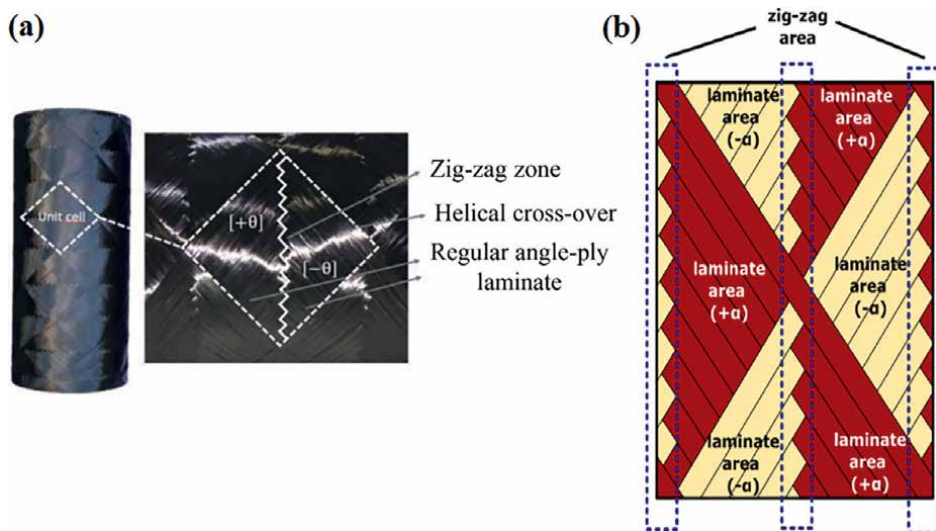 (a)
Unit cell
[+θ]
[−θ]
Zig-zag zone
Helical cross-over
Regular angle-ply
laminate
(b)
zig-zag
area
laminate
area
(-α)
laminate
area
(+α)
laminate
area
(+α)
laminate
area
(-α)
laminate
area
(-α)
laminate
area
(+α)